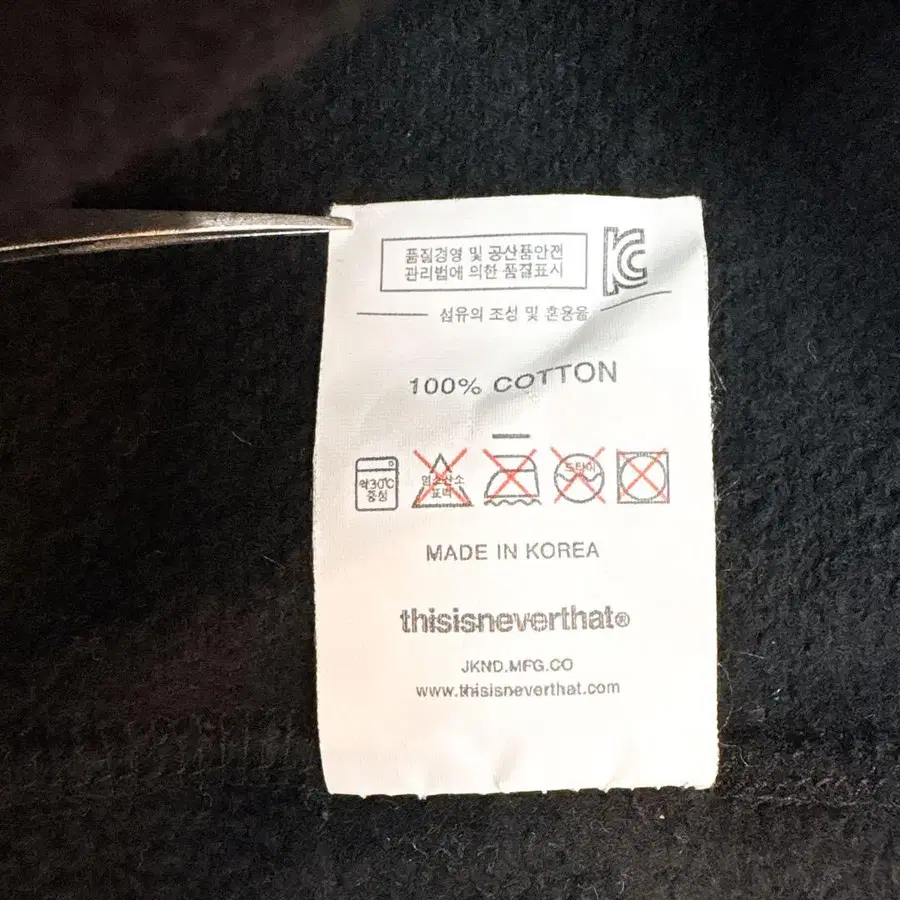 품질경영 및 공산품안전
관리법에 의한 품질표시
섬유의 조성 및 혼용율
100% COTTON
약30℃
중성
염소산소
표백
드라이
MADE IN KOREA
thisisneverthat®
JKND.MFG.CO
www.thisisneverthat.com